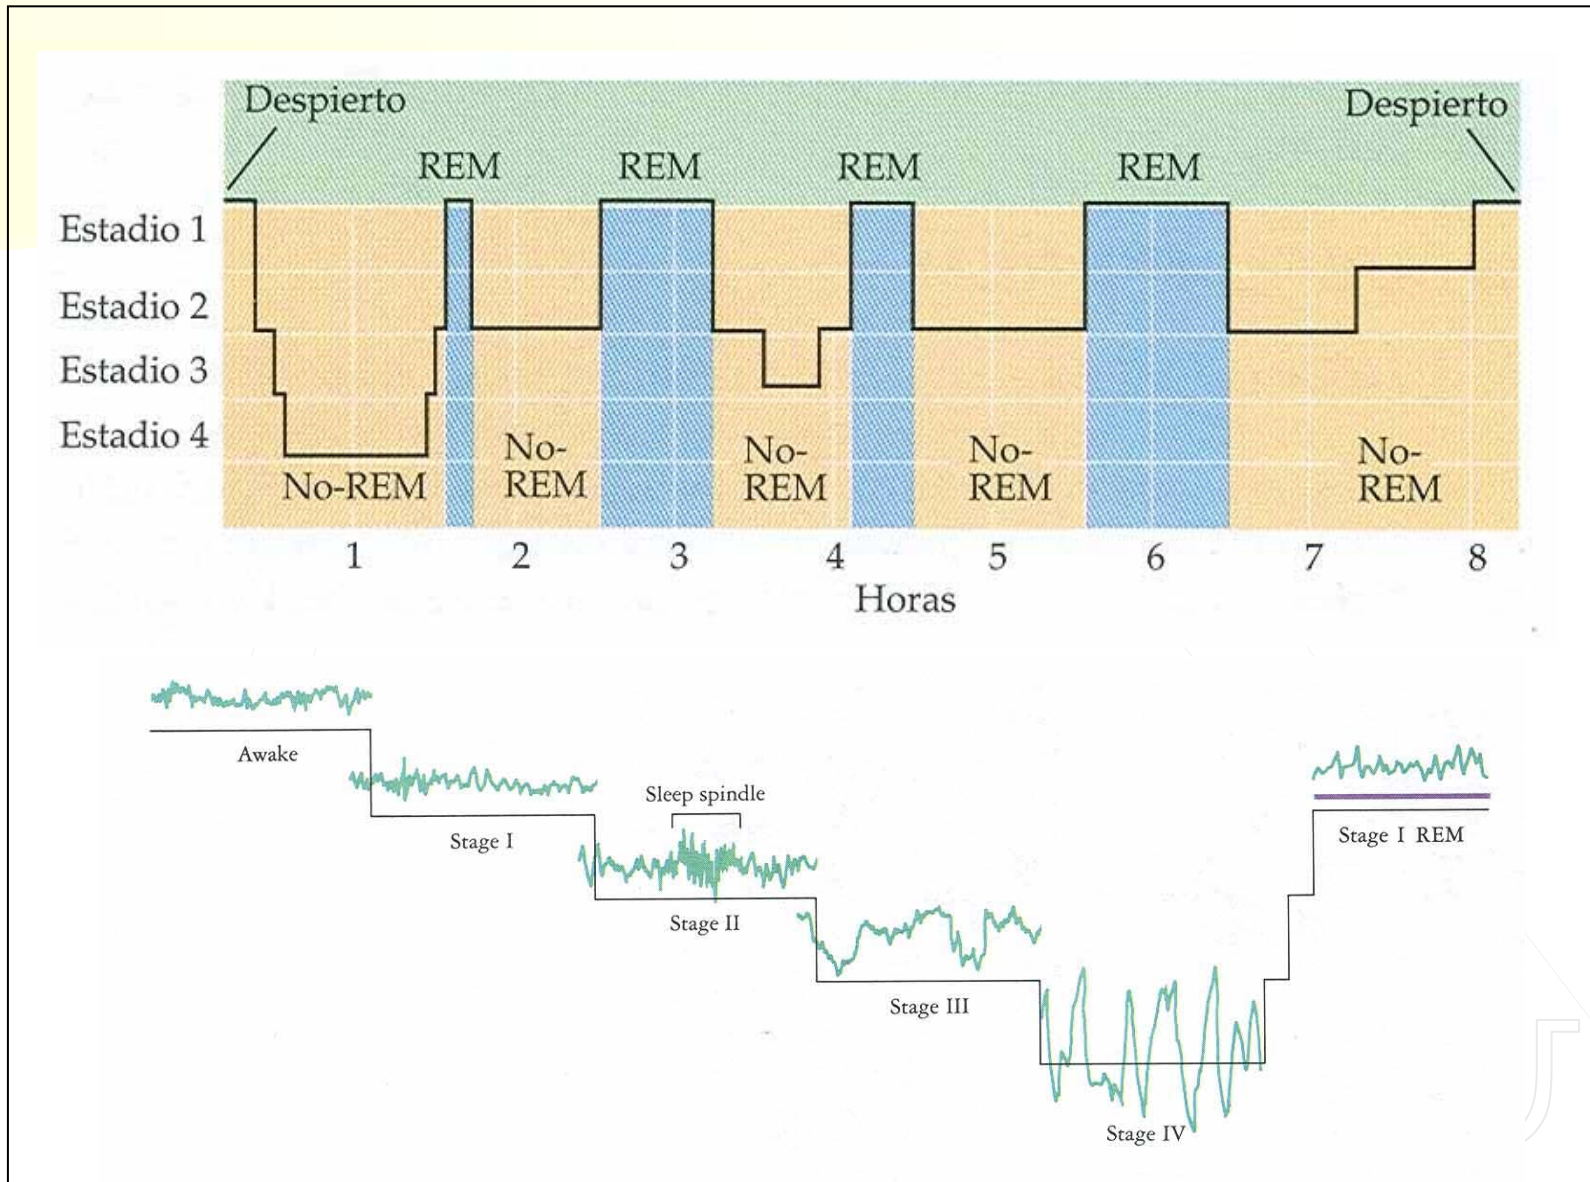 Despierto
Despierto
REM
REM
REM
REM
Estadio 1
Estadio 2
Estadio 3
Estadio 4
No-REM
No-
REM
No-
REM
No-
REM
No-
REM
1 2 3 4 5 6 7 8
Horas
Awake
Stage I
Sleep spindle
Stage II
Stage III
Stage IV
Stage I REM